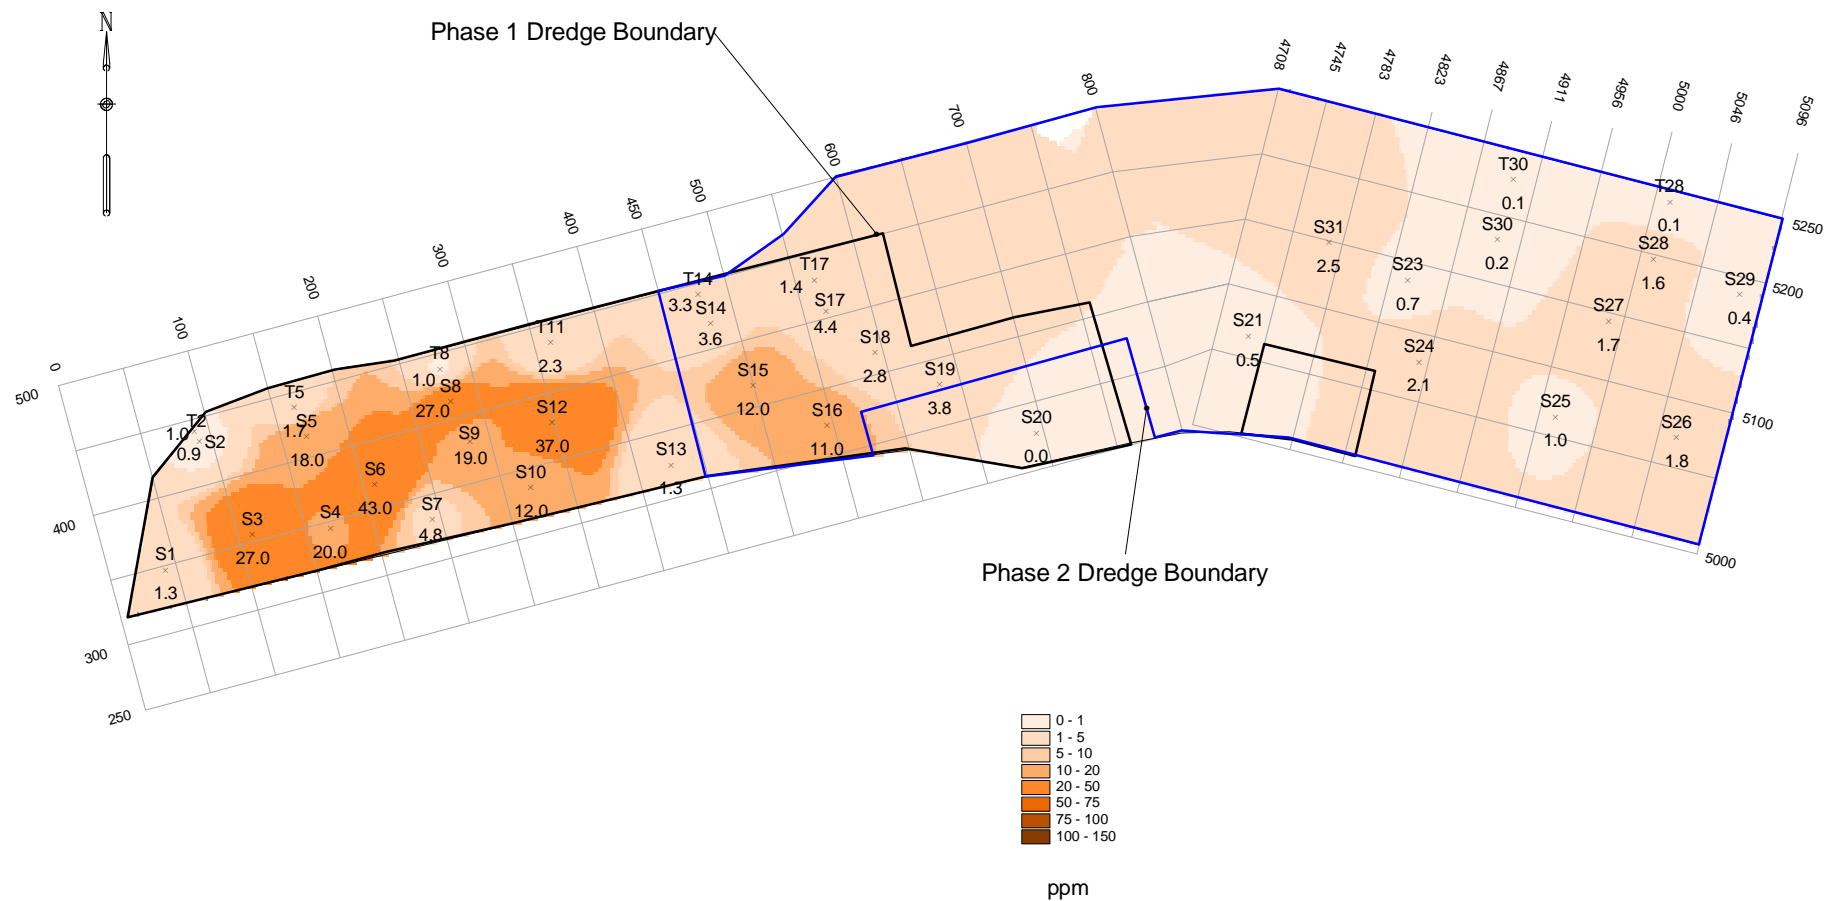 N
Phase 1 Dredge Boundary
4708
4745
4783
4823
4867
4911
4956
5000
5046
5096
800
700
600
500
450
400
300
200
100
0
500
400
300
250
5250
5200
5100
5000
T30
0.1
T28
0.1
S31
2.5
S30
0.2
S28
1.6
S23
0.7
S29
0.4
S27
1.7
S21
0.5
S24
2.1
S25
1.0
S26
1.8
T14
3.3
S14
3.6
T17
1.4
S17
4.4
S18
2.8
S19
3.8
S15
12.0
S16
11.0
S20
0.0
T11
2.3
T8
1.0
S8
27.0
S12
37.0
S9
19.0
S10
12.0
S13
1.3
T5
1.7
S5
18.0
T2
1.0
S2
0.9
S6
43.0
S7
4.8
S3
27.0
S4
20.0
S1
1.3
Phase 2 Dredge Boundary
0 - 1
1 - 5
5 - 10
10 - 20
20 - 50
50 - 75
75 - 100
100 - 150
ppm